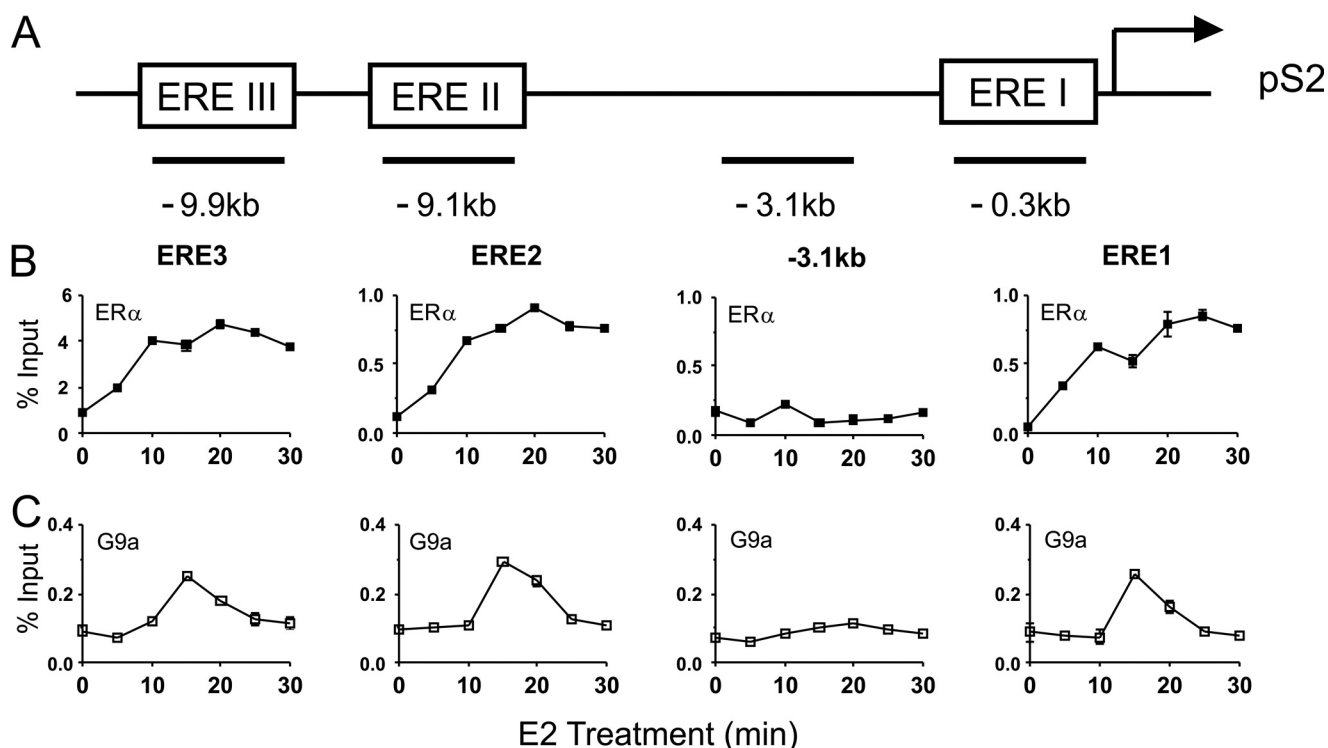 A
ERE III
ERE II
ERE I
pS2
- 9.9kb
- 9.1kb
- 3.1kb
- 0.3kb
B
ERE3
ERE2
-3.1kb
ERE1
% Input
6
4
2
0
ERα
0 10 20 30
1.0
0.5
0.0
ERα
0 10 20 30
1.0
0.5
0.0
ERα
0 10 20 30
1.0
0.5
0.0
ERα
0 10 20 30
C
% Input
0.4
0.2
0.0
G9a
0 10 20 30
0.4
0.2
0.0
G9a
0 10 20 30
0.4
0.2
0.0
G9a
0 10 20 30
0.4
0.2
0.0
G9a
0 10 20 30
E2 Treatment (min)